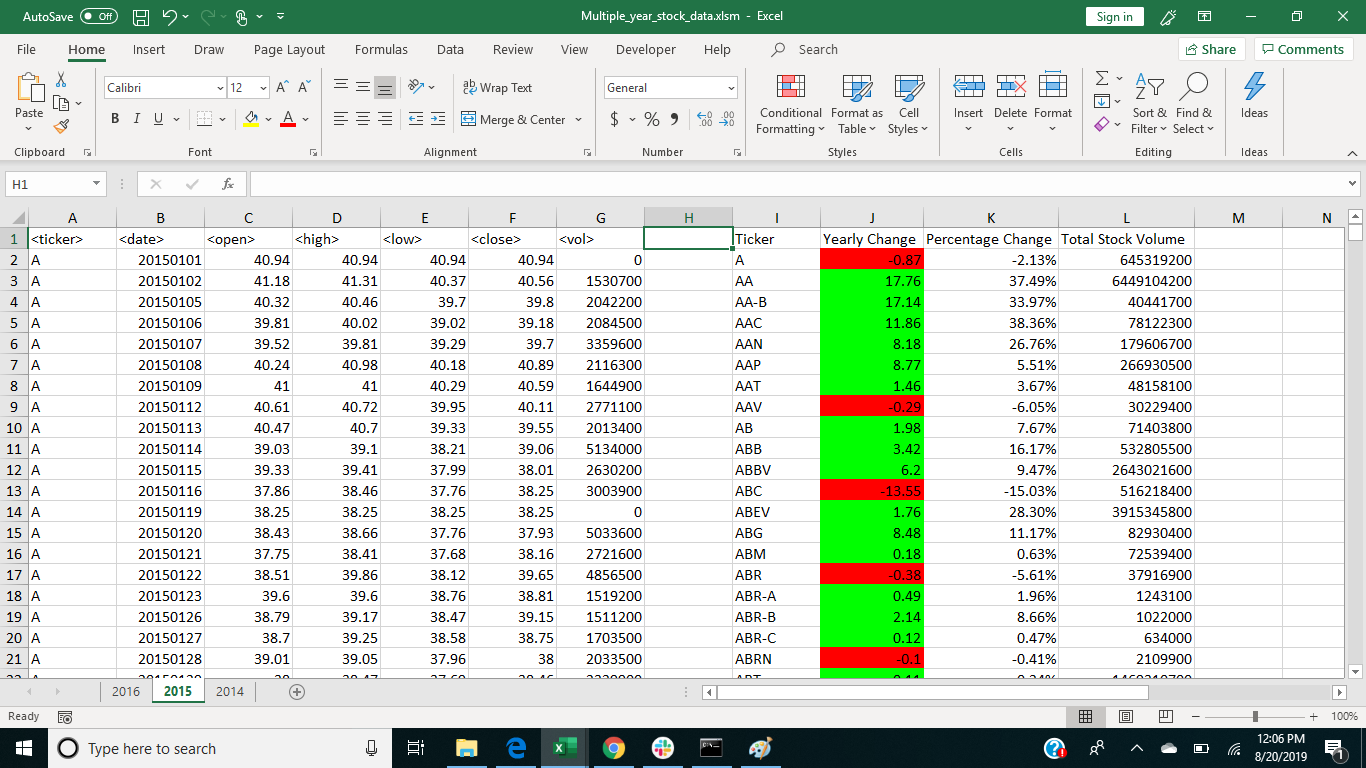 AutoSave Off Multiple_year_stock_data.xlsm - Excel Sign in
File Home Insert Draw Page Layout Formulas Data Review View Developer Help Search Share Comments
Calibri 12 Wrap Text General
Paste B I U Merge & Center $ % Conditional Formatting Format as Table Cell Styles Insert Delete Format Sort & Filter Find & Select Ideas
Clipboard Font Alignment Number Styles Cells Editing Ideas
H1 fx
A B C D E F G H I J K L M N
1 <ticker> <date> <open> <high> <low> <close> <vol> Ticker Yearly Change Percentage Change Total Stock Volume
2 A 20150101 40.94 40.94 40.94 40.94 0 A -0.87 -2.13% 645319200
3 A 20150102 41.18 41.31 40.37 40.56 1530700 AA 17.76 37.49% 6449104200
4 A 20150105 40.32 40.46 39.7 39.8 2042200 AA-B 17.14 33.97% 40441700
5 A 20150106 39.81 40.02 39.02 39.18 2084500 AAC 11.86 38.36% 78122300
6 A 20150107 39.52 39.81 39.29 39.7 3359600 AAN 8.18 26.76% 179606700
7 A 20150108 40.24 40.98 40.18 40.89 2116300 AAP 8.77 5.51% 266930500
8 A 20150109 41 41 40.29 40.59 1644900 AAT 1.46 3.67% 48158100
9 A 20150112 40.61 40.72 39.95 40.11 2771100 AAV -0.29 -6.05% 30229400
10 A 20150113 40.47 40.7 39.33 39.55 2013400 AB 1.98 7.67% 71403800
11 A 20150114 39.03 39.1 38.21 39.06 5134000 ABB 3.42 16.17% 532805500
12 A 20150115 39.33 39.41 37.99 38.01 2630200 ABBV 6.2 9.47% 2643021600
13 A 20150116 37.86 38.46 37.76 38.25 3003900 ABC -13.55 -15.03% 516218400
14 A 20150119 38.25 38.25 38.25 38.25 0 ABEV 1.76 28.30% 3915345800
15 A 20150120 38.43 38.66 37.76 37.93 5033600 ABG 8.48 11.17% 82930400
16 A 20150121 37.75 38.41 37.68 38.16 2721600 ABM 0.18 0.63% 72539400
17 A 20150122 38.51 39.86 38.12 39.65 4856500 ABR -0.38 -5.61% 37916900
18 A 20150123 39.6 39.6 38.76 38.81 1519200 ABR-A 0.49 1.96% 1243100
19 A 20150126 38.79 39.17 38.47 39.15 1511200 ABR-B 2.14 8.66% 1022000
20 A 20150127 38.7 39.25 38.58 38.75 1703500 ABR-C 0.12 0.47% 634000
21 A 20150128 39.01 39.05 37.96 38 2033500 ABRN -0.1 -0.41% 2109900
2016 2015 2014
Ready 100%
Type here to search 12:06 PM
8/20/2019 1